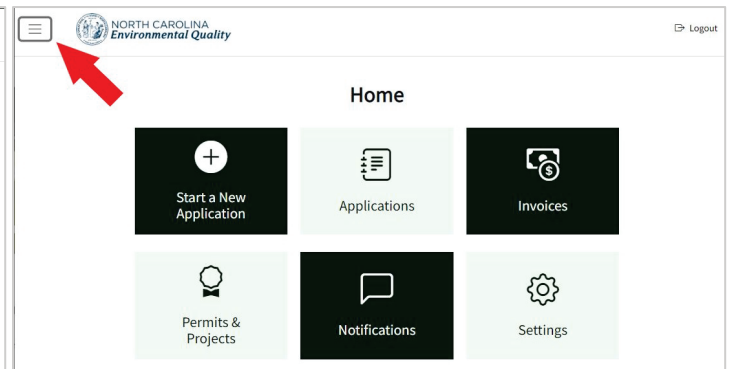 NORTH CAROLINA
Environmental Quality
Logout
Home
Start a New
Application
Applications
Invoices
Permits &
Projects
Notifications
Settings